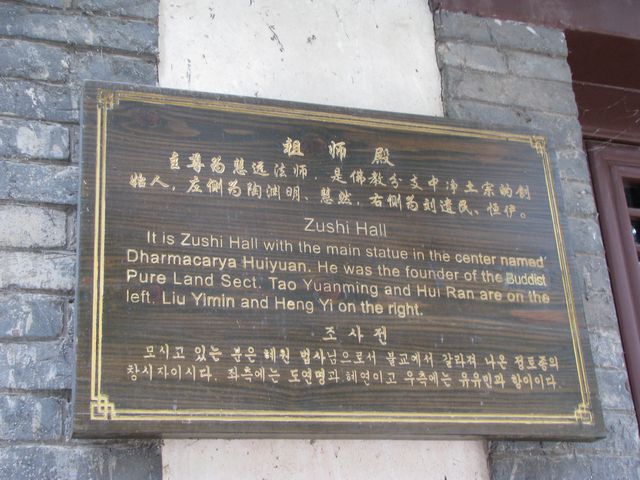 祖师殿
主尊为慧远法师，是佛教分支中净土宗的创
始人，左侧为陶渊明、慧然，右侧为刘遗民，恒伊。
Zushi Hall
It is Zushi Hall with the main statue in the center named
Dharmacarya Huiyuan. He was the founder of the Buddist
Pure Land Sect. Tao Yuanming and Hui Ran are on the
left. Liu Yimin and Heng Yi on the right.
조사전
모시고 있는 분은 혜원 법사님으로서 불교에서 갈라져 나온 정토종의
창시자이시다. 좌측에는 도연명과 혜연이고 우측에는 유유민과 항이이다.